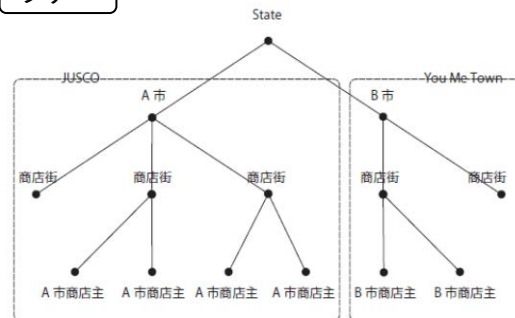 State
JUSCO
You Me Town
A 市
B 市
商店街 商店街 商店街 商店街 商店街
A 市商店主 A 市商店主 A 市商店主 A 市商店主 B 市商店主 B 市商店主